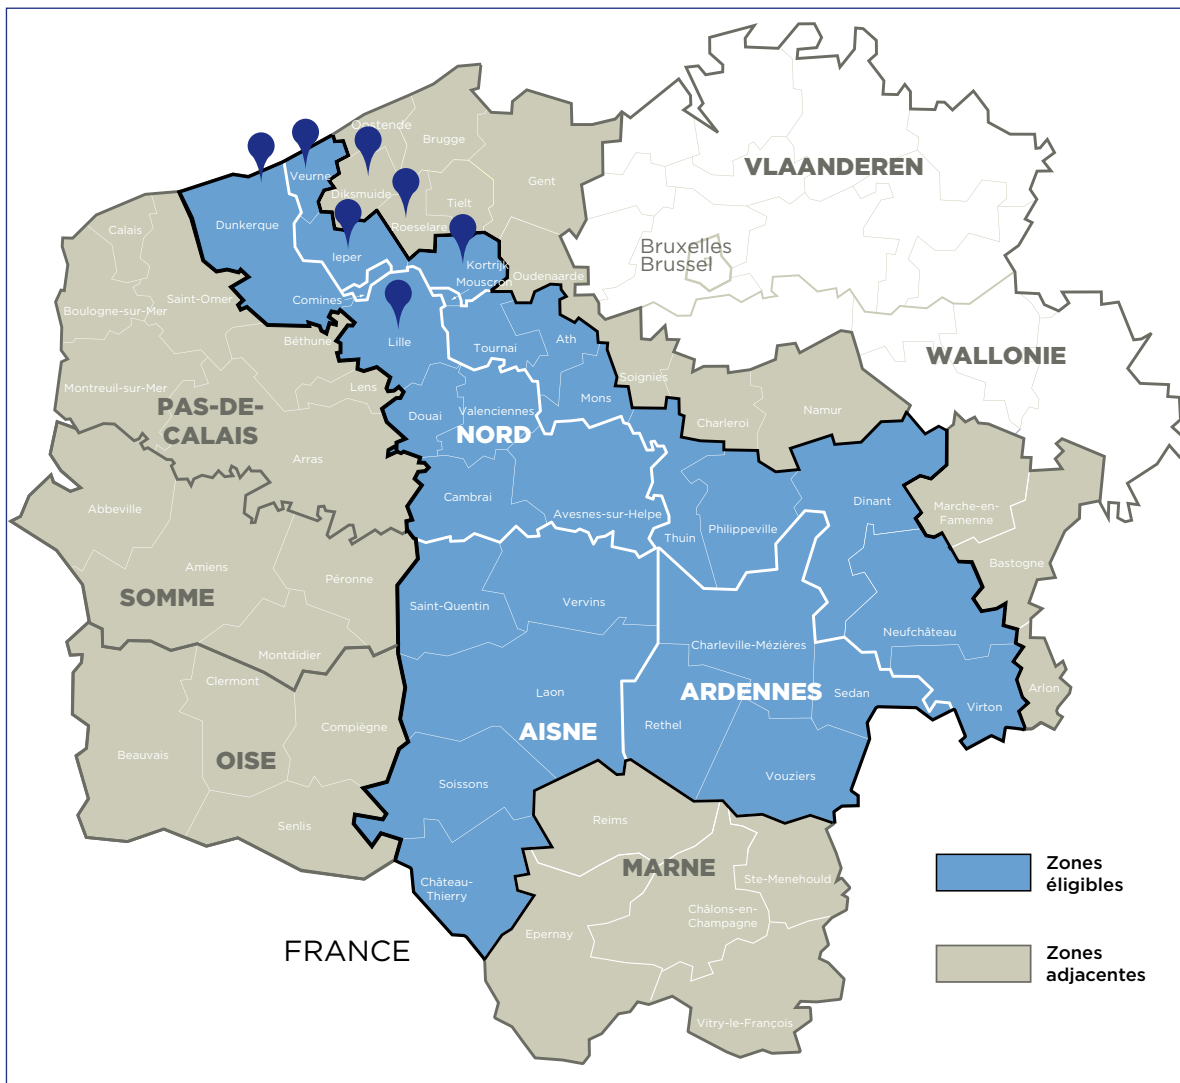 Oostende
Brugge
VLAANDEREN
Veurne
Gent
Diksmuide
Tielt
Calais
Dunkerque
Roeselare
Bruxelles
Brussel
Ieper
Kortrijk
Mouscron
Oudenaarde
Saint-Omer
Comines
Boulogne-sur-Mer
Béthune
Lille
Tournai
Ath
WALLONIE
Soignies
Montreuil-sur-Mer
Lens
Mons
PAS-DE-
CALAIS
Douai
Valenciennes
NORD
Charleroi
Namur
Arras
Cambrai
Abbeville
Avesnes-sur-Helpe
Thuin
Philippeville
Dinant
Marche-en-
Famenne
Bastogne
Amiens
Péronne
SOMME
Saint-Quentin
Vervins
Neufchâteau
Charleville-Mézières
Montdidier
Clermont
Laon
ARDENNES
Sedan
Arlon
Virton
Compiègne
AISNE
Rethel
Beauvais
OISE
Soissons
Vouziers
Senlis
Reims
MARNE
Zones
éligibles
Château-
Thierry
Ste-Menehould
Châlons-en-
Champagne
Epernay
FRANCE
Zones
adjacentes
Vitry-le-François